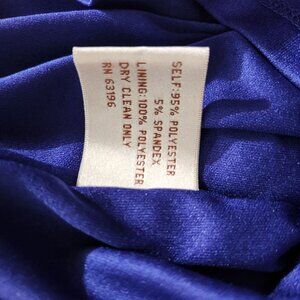 SELF:95% POLYESTER
5% SPANDEX
LINING:100% POLYESTER
DRY CLEAN ONLY
RN 63196